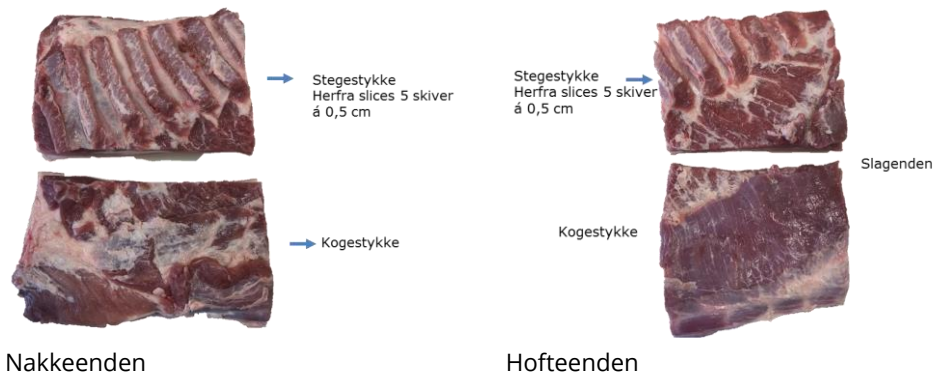 Stegestykke
Herfra slices 5 skiver
á 0,5 cm
Kogestykke
Nakkeenden
Stegestykke
Herfra slices 5 skiver
á 0,5 cm
Slagenden
Kogestykke
Hofteenden